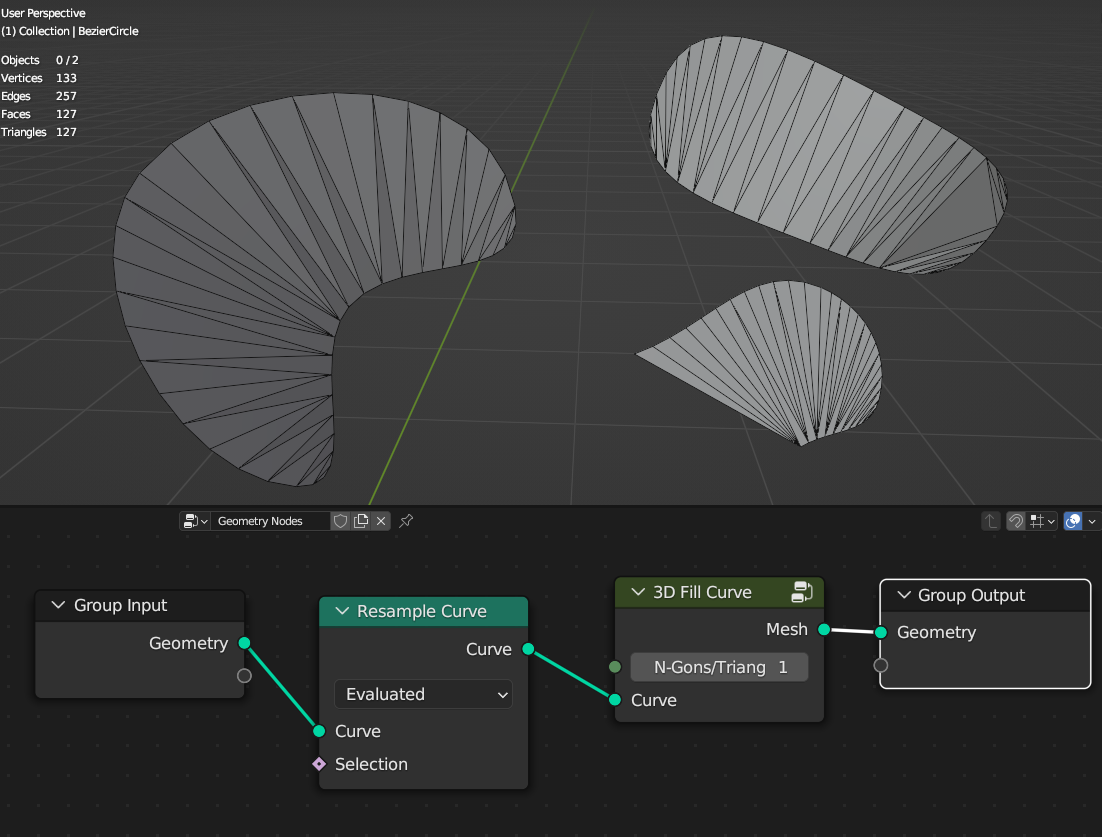 User Perspective
(1) Collection | BezierCircle
Objects 0 / 2
Vertices 133
Edges 257
Faces 127
Triangles 127
Geometry Nodes
Group Input
Geometry
Resample Curve
Curve
Evaluated
Curve
Selection
3D Fill Curve
Mesh
N-Gons/Triang 1
Curve
Group Output
Geometry